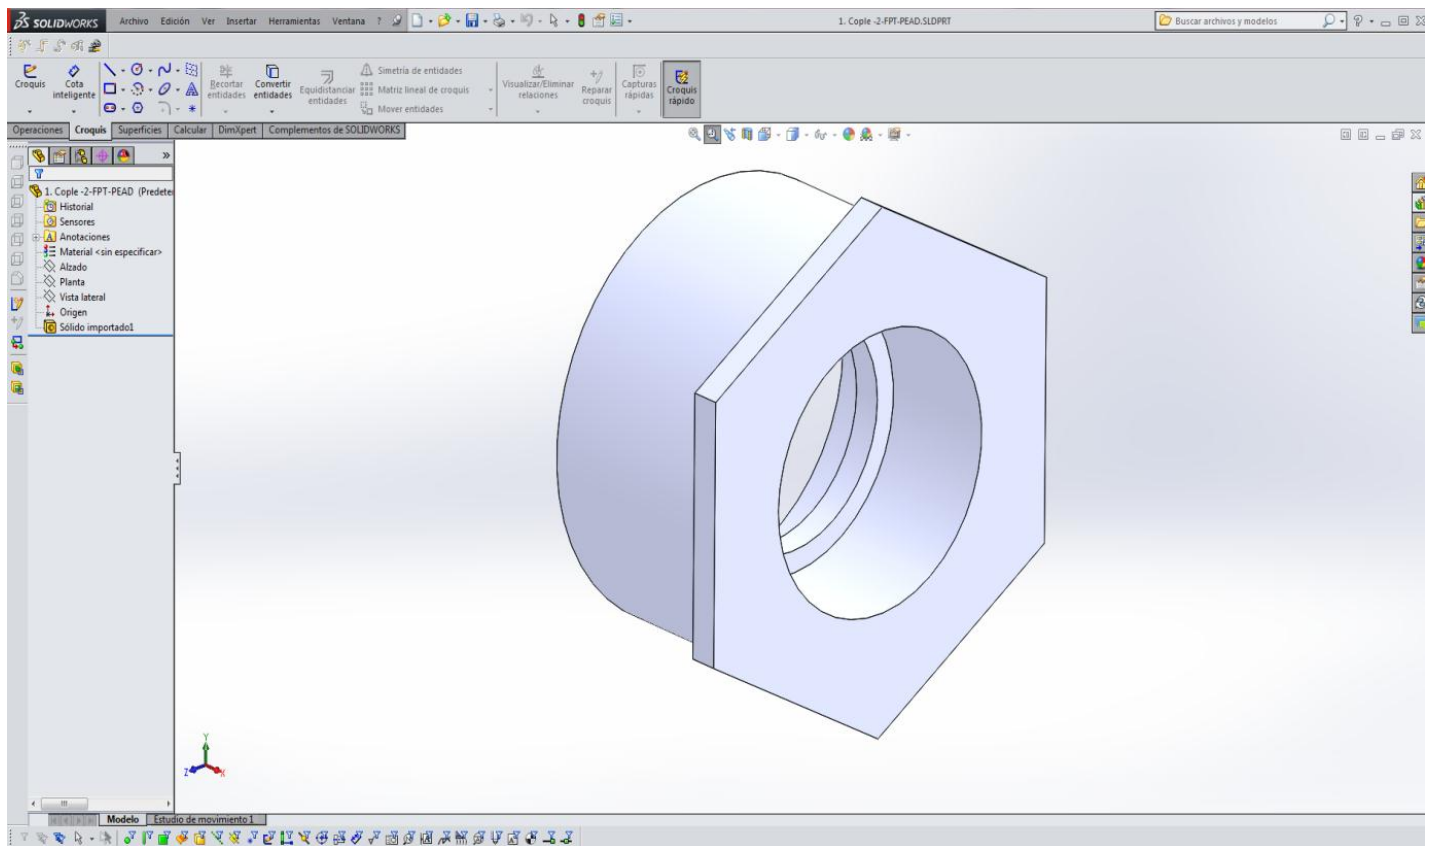 SOLIDWORKS Archivo Edición Ver Insertar Herramientas Ventana ? 1. Cople -2-FPT-PEAD.SLDPRT Buscar archivos y modelos ?
Croquis
Cota inteligente
Recortar entidades
Convertir entidades
Equidistanciar entidades
Simetría de entidades
Matriz lineal de croquis
Mover entidades
Visualizar/Eliminar relaciones
Reparar croquis
Capturas rápidas
Croquis rápido
Operaciones Croquis Superficies Calcular DimXpert Complementos de SOLIDWORKS
1. Cople -2-FPT-PEAD (Predete
Historial
Sensores
Anotaciones
Material <sin especificar>
Alzado
Planta
Vista lateral
Origen
Sólido importado1
Y
Z X
Modelo Estudio de movimiento 1